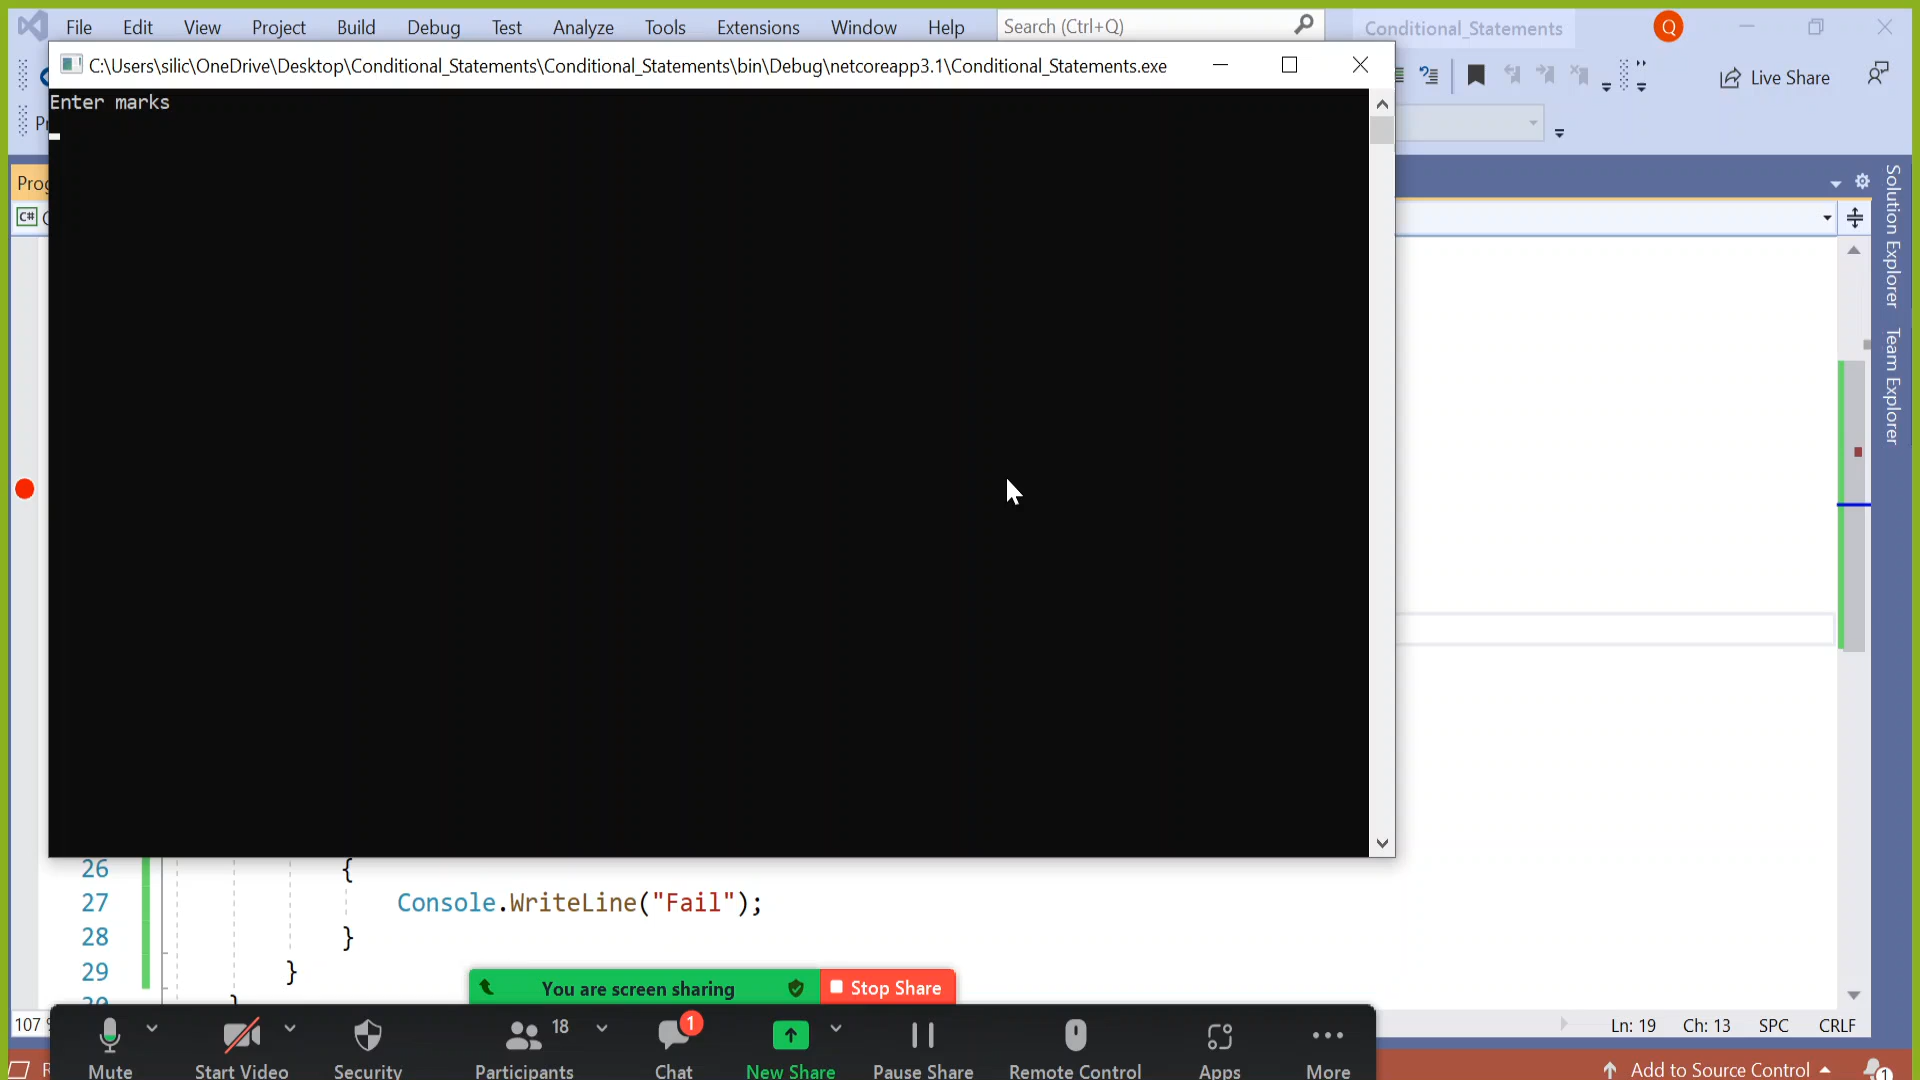 File Edit View Project Build Debug Test Analyze Tools Extensions Window Help Search (Ctrl+Q) Conditional_Statements Q
C:\Users\silic\OneDrive\Desktop\Conditional_Statements\Conditional_Statements\bin\Debug\netcoreapp3.1\Conditional_Statements.exe
Live Share
Enter marks
C#
Solution Explorer
Team Explorer
26 {
27 Console.WriteLine("Fail");
28 }
29 }
You are screen sharing Stop Share
107 Ln: 19 Ch: 13 SPC CRLF
18 1
Mute Start Video Security Participants Chat New Share Pause Share Remote Control Apps More
Add to Source Control 1